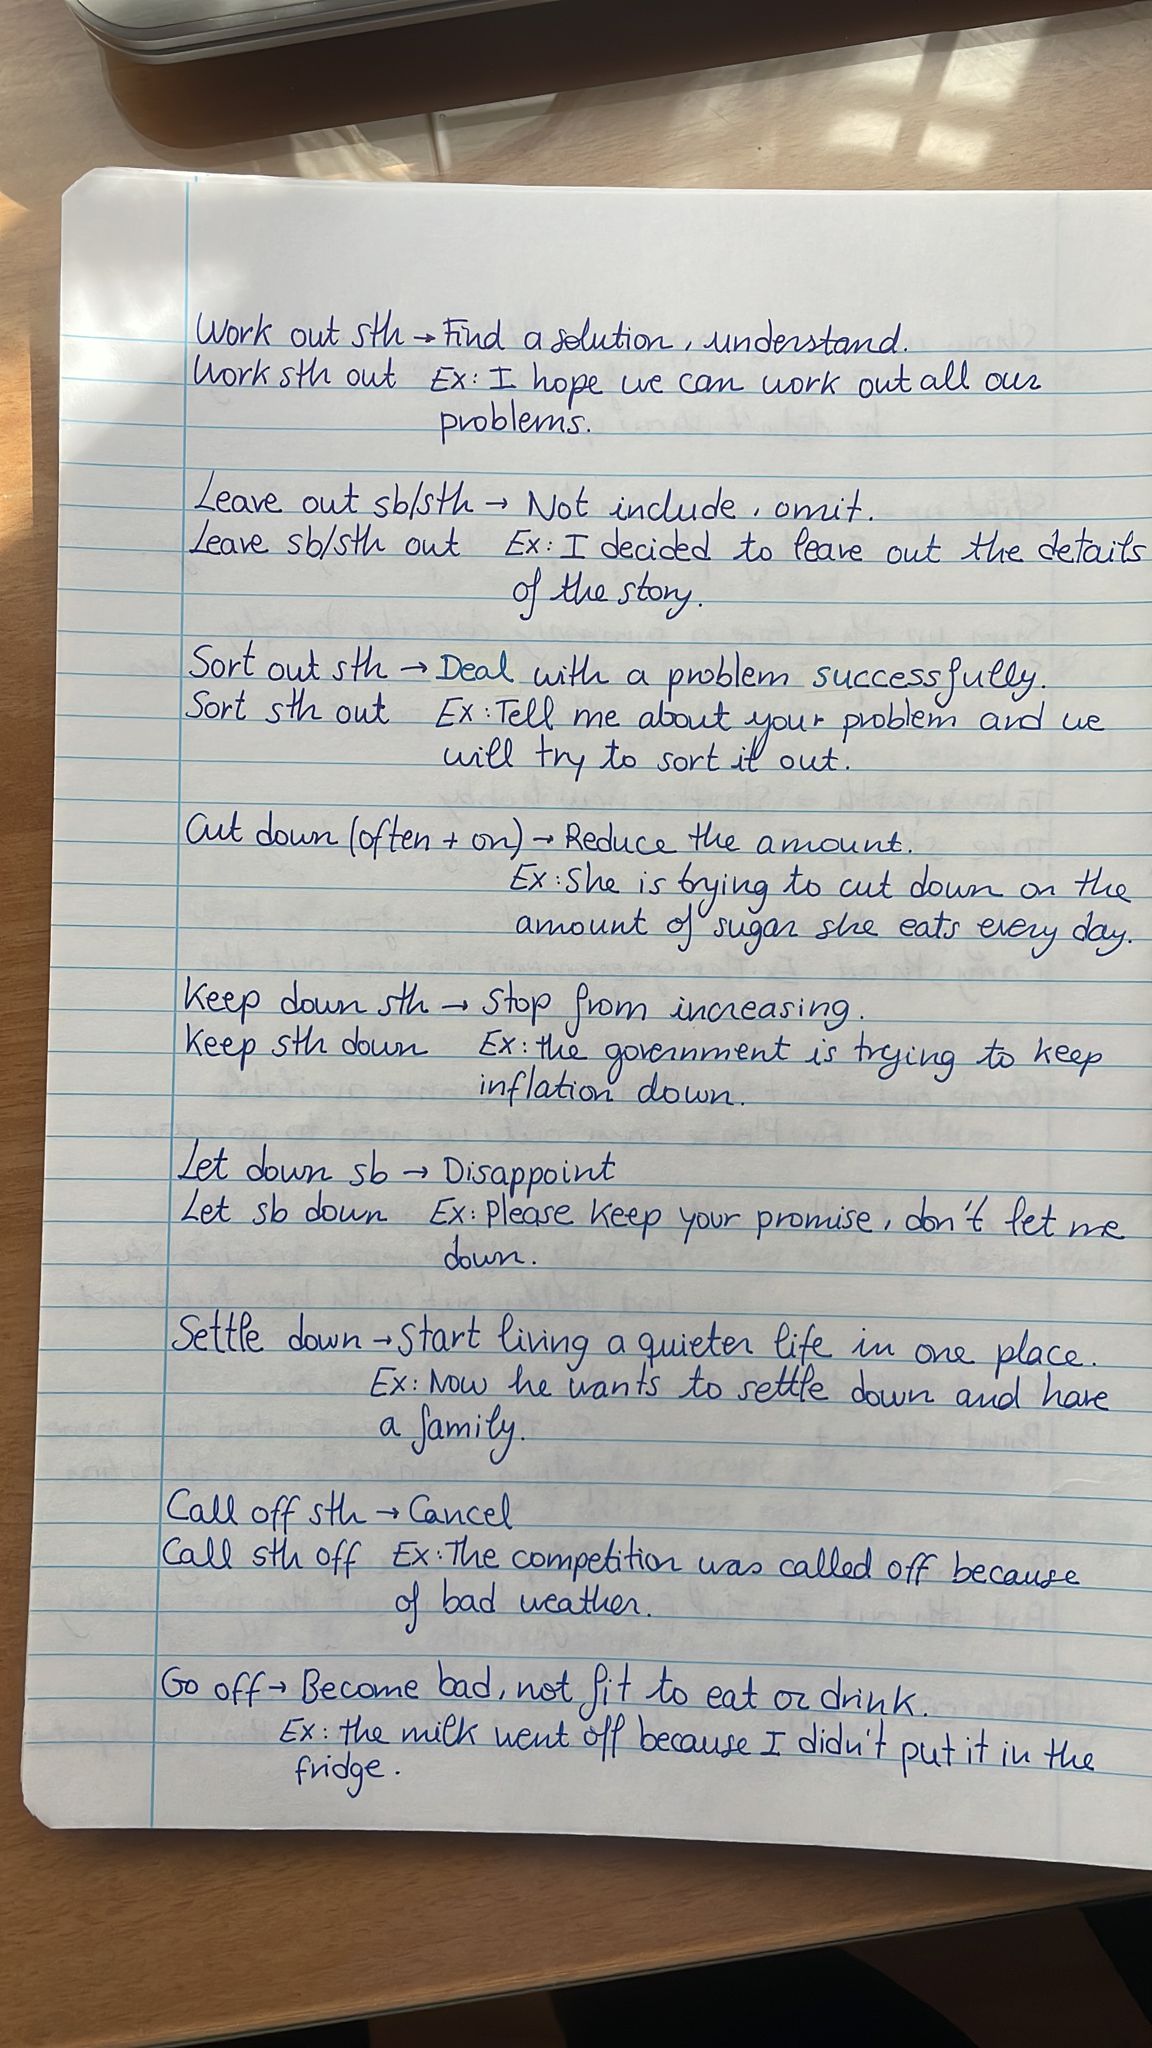 Work out sth → Find a solution, understand.
Work sth out Ex: I hope we can work out all our
problems.
Leave out sb/sth → Not include, omit.
Leave sb/sth out Ex: I decided to leave out the details
of the story.
Sort out sth → Deal with a problem successfully.
Sort sth out Ex: Tell me about your problem and we
will try to sort it out.
Cut down (often + on) → Reduce the amount.
Ex: She is trying to cut down on the
amount of sugar she eats every day.
Keep down sth → Stop from increasing.
Keep sth down Ex: the government is trying to keep
inflation down.
Let down sb → Disappoint
Let sb down Ex: Please keep your promise, don't let me
down.
Settle down → Start living a quieter life in one place.
Ex: Now he wants to settle down and have
a family.
Call off sth → Cancel
Call sth off Ex: The competition was called off because
of bad weather.
Go off → Become bad, not fit to eat or drink.
Ex: the milk went off because I didn't put it in the
fridge.